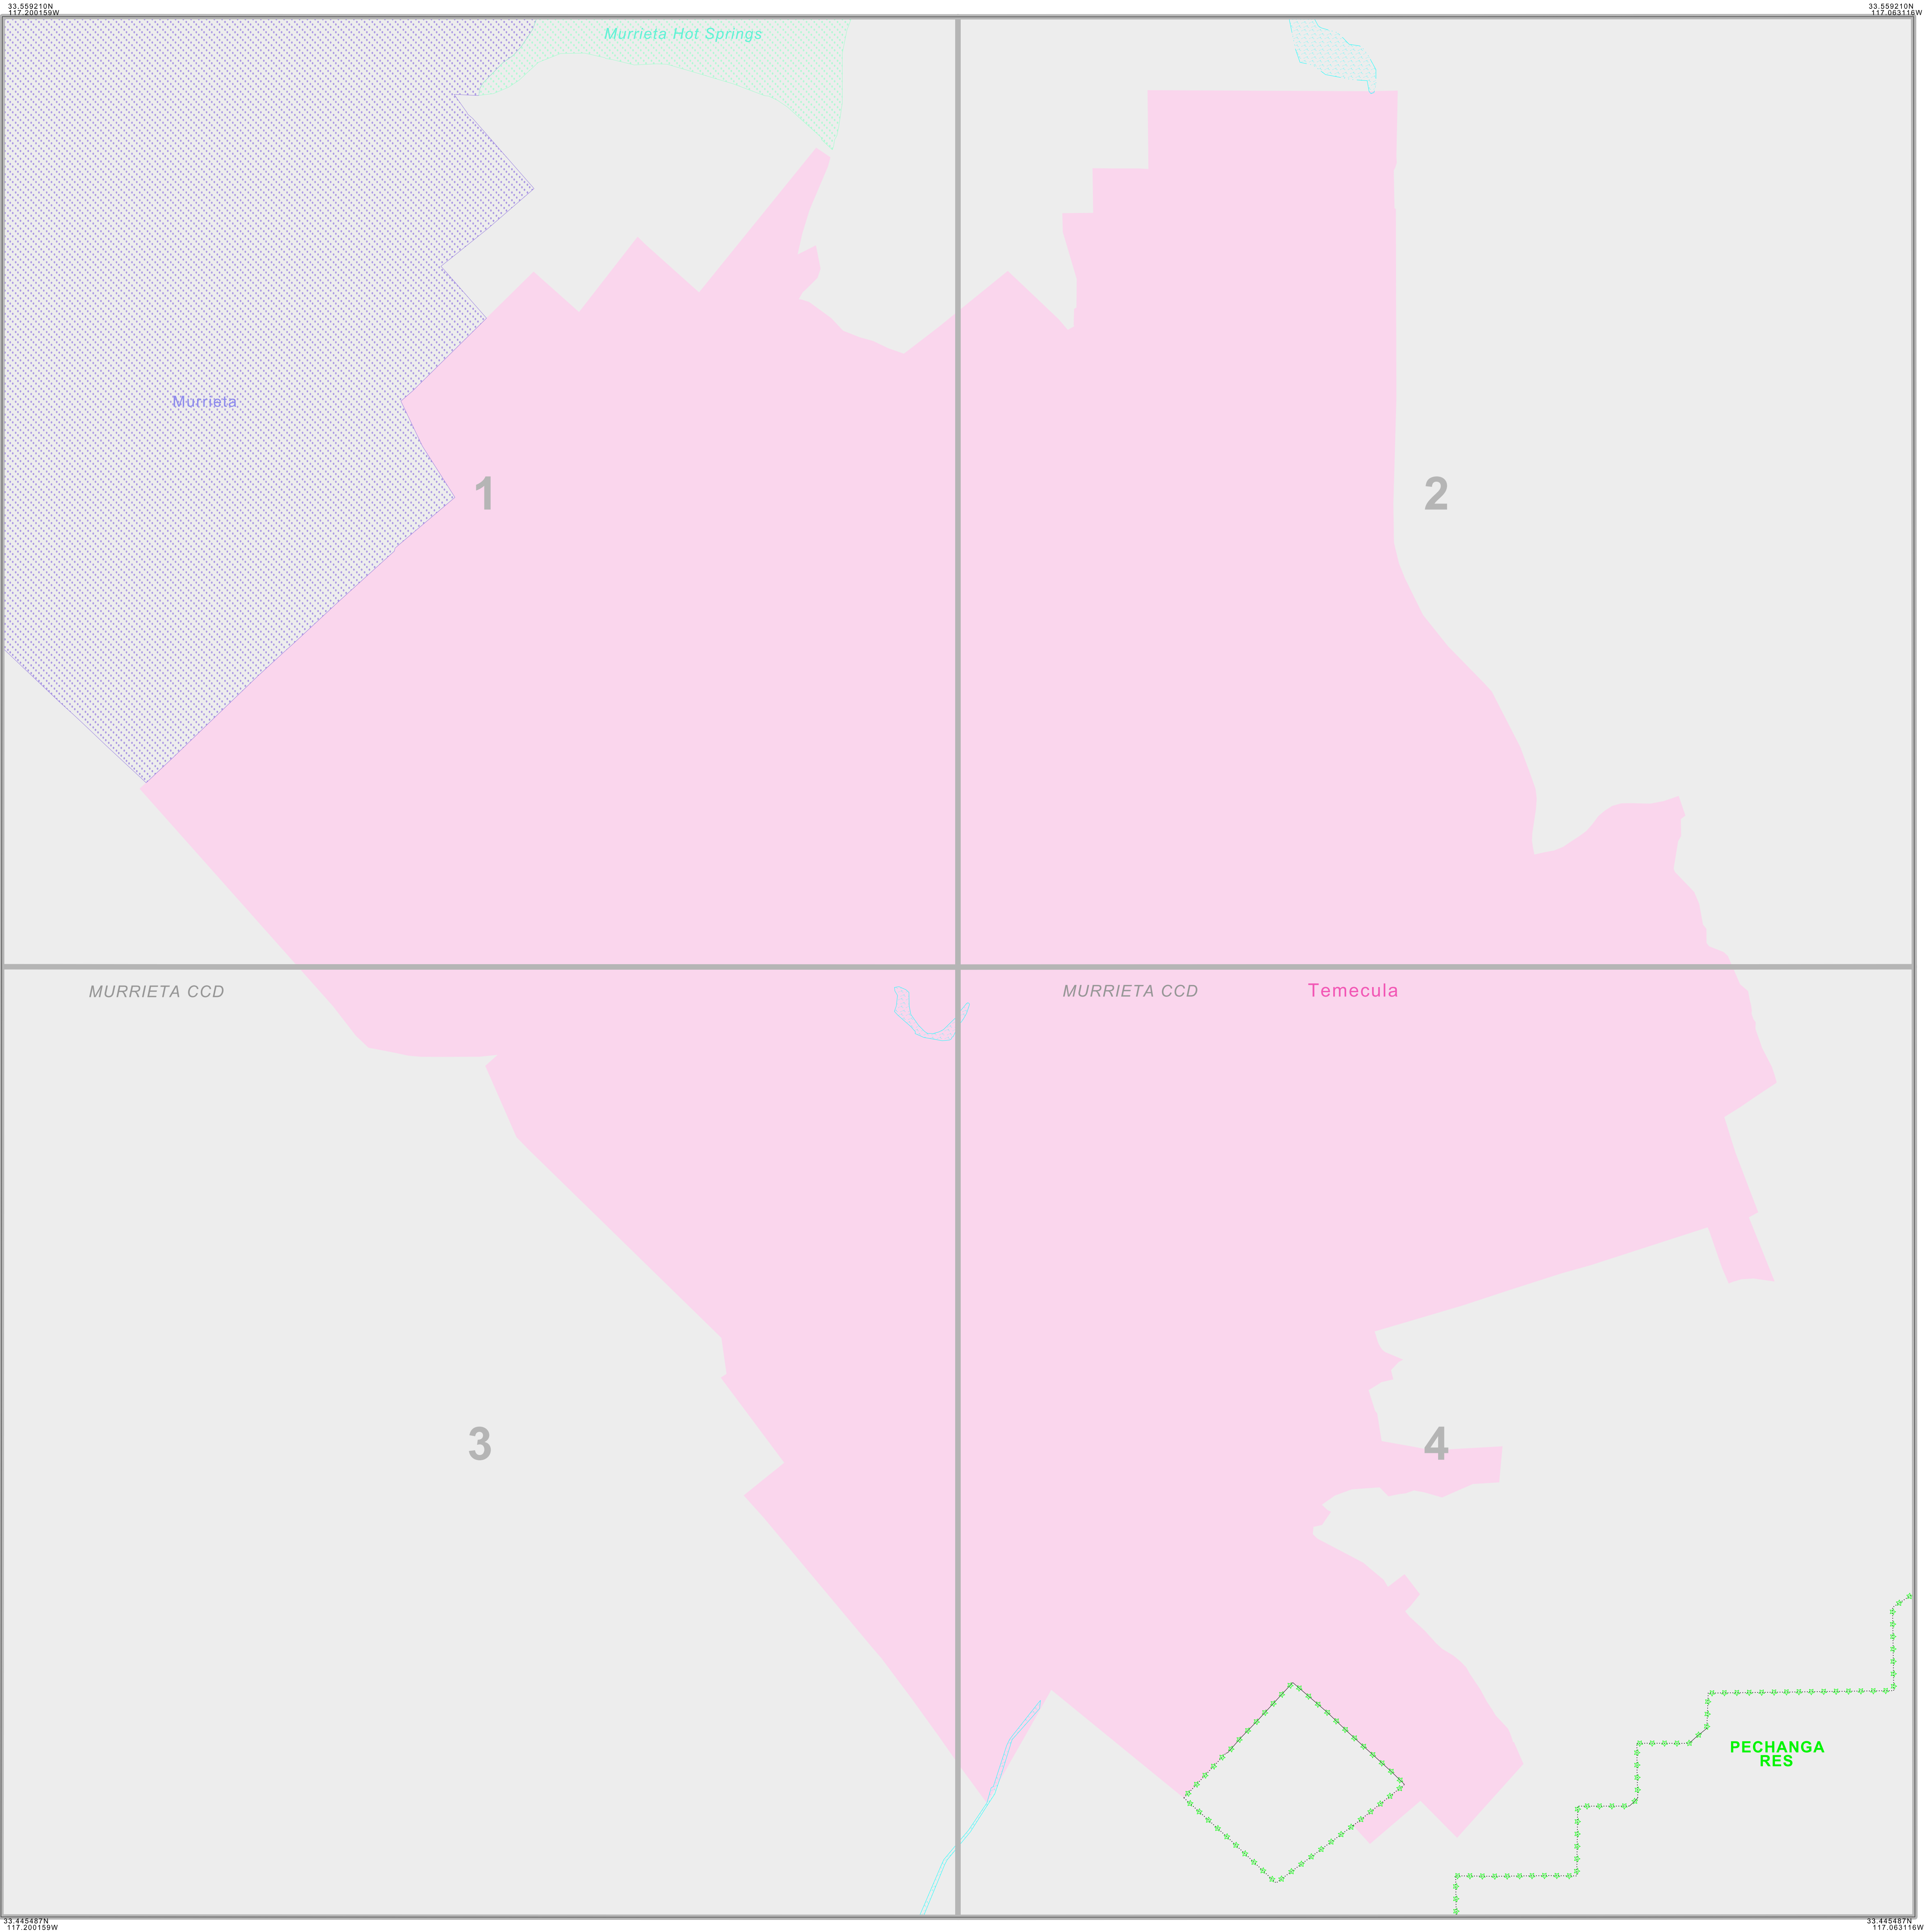 33.559210N
117.200159W
33.559210N
117.063116W
Murrieta Hot Springs
Murrieta
1
2
MURRIETA CCD
MURRIETA CCD
Temecula
3
4
PECHANGA
RES
33.445487N
117.200159W
33.445487N
117.063116W